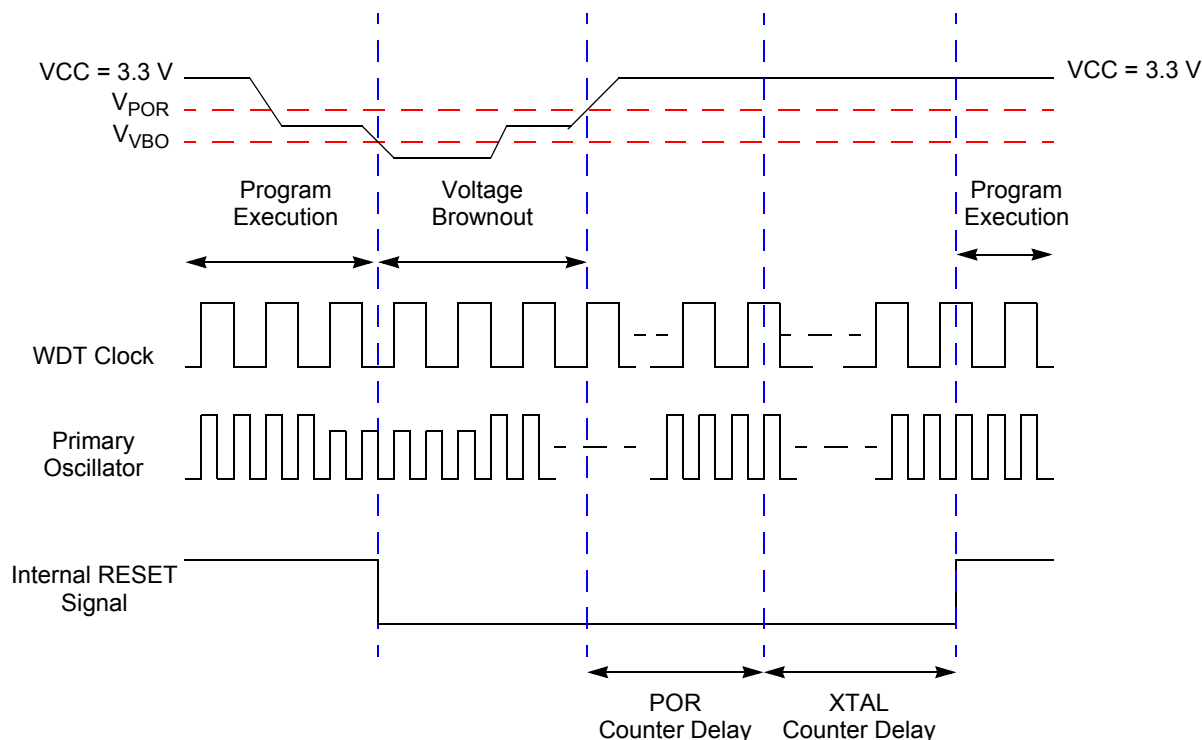 VCC = 3.3 V
VCC = 3.3 V
VPOR
VVBO
Program
Execution
Voltage
Brownout
Program
Execution
WDT Clock
Primary
Oscillator
Internal RESET
Signal
POR
Counter Delay
XTAL
Counter Delay